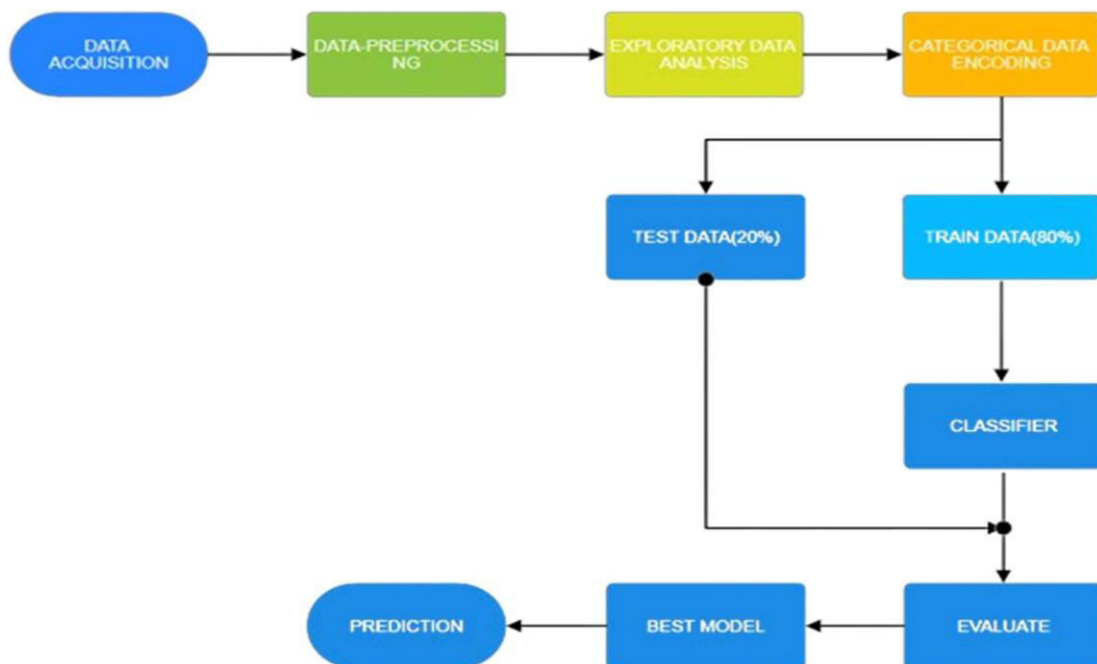 DATA
ACQUISITION
DATA-PREPROCESSI
NG
EXPLORATORY DATA
ANALYSIS
CATEGORICAL DATA
ENCODING
TEST DATA(20%)
TRAIN DATA(80%)
CLASSIFIER
PREDICTION
BEST MODEL
EVALUATE